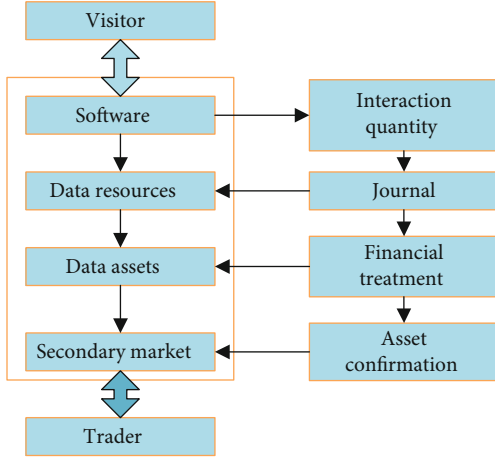 Visitor
Software
Interaction
quantity
Data resources
Journal
Data assets
Financial
treatment
Secondary market
Asset
confirmation
Trader